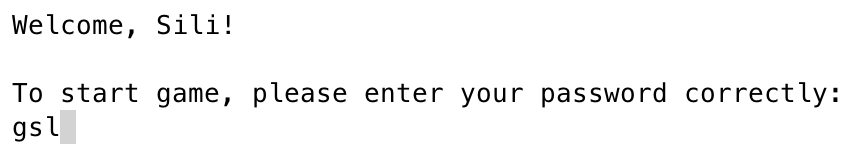 Welcome, Sili!
To start game, please enter your password correctly:
gsl